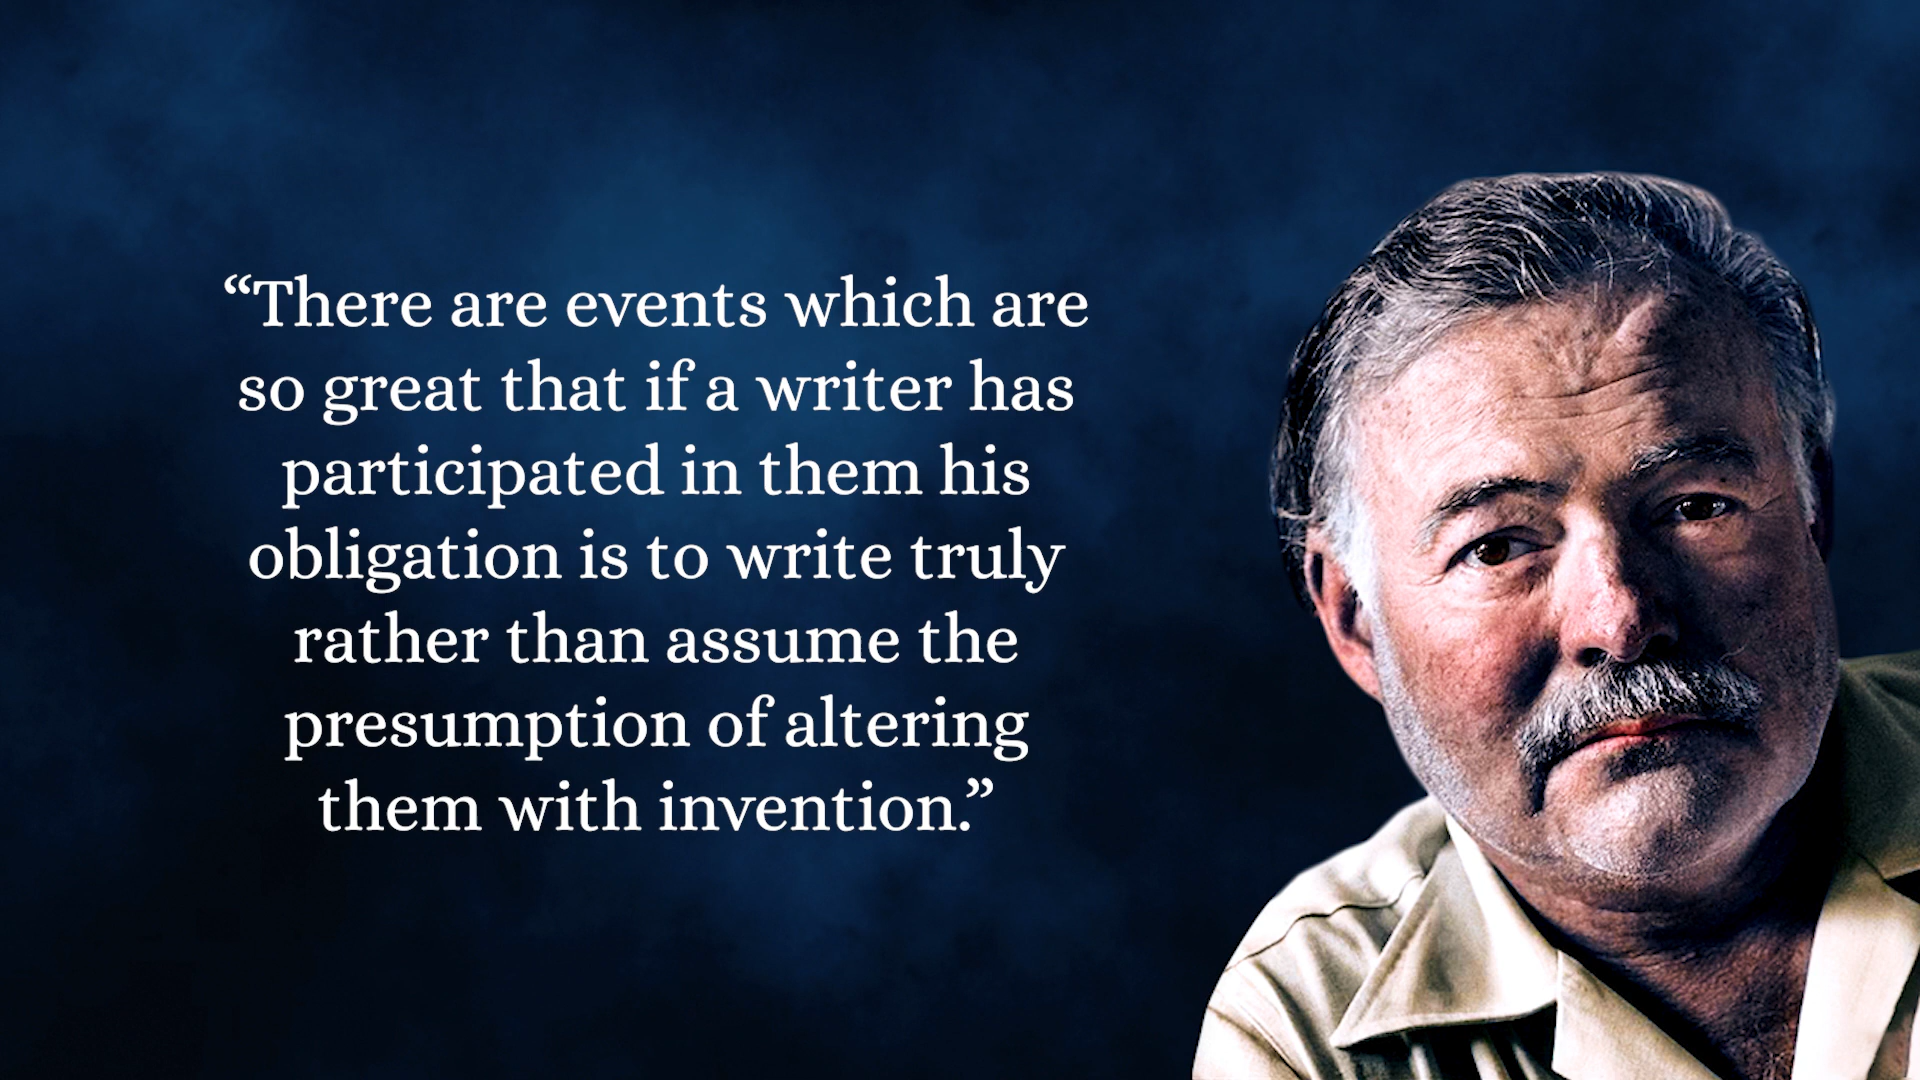 “There are events which are
so great that if a writer has
participated in them his
obligation is to write truly
rather than assume the
presumption of altering
them with invention.”